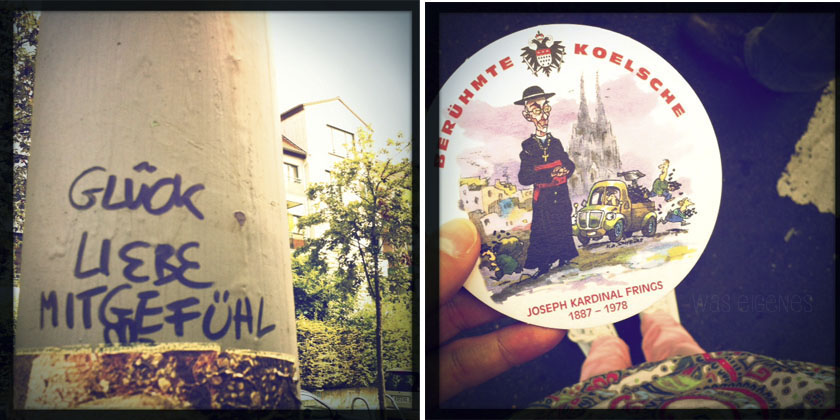 GLÜCK
LIEBE
MITGEFÜHL
BERÜHMTE KOELSCHE
JOSEPH KARDINAL FRINGS
1887 – 1978
was eigenes